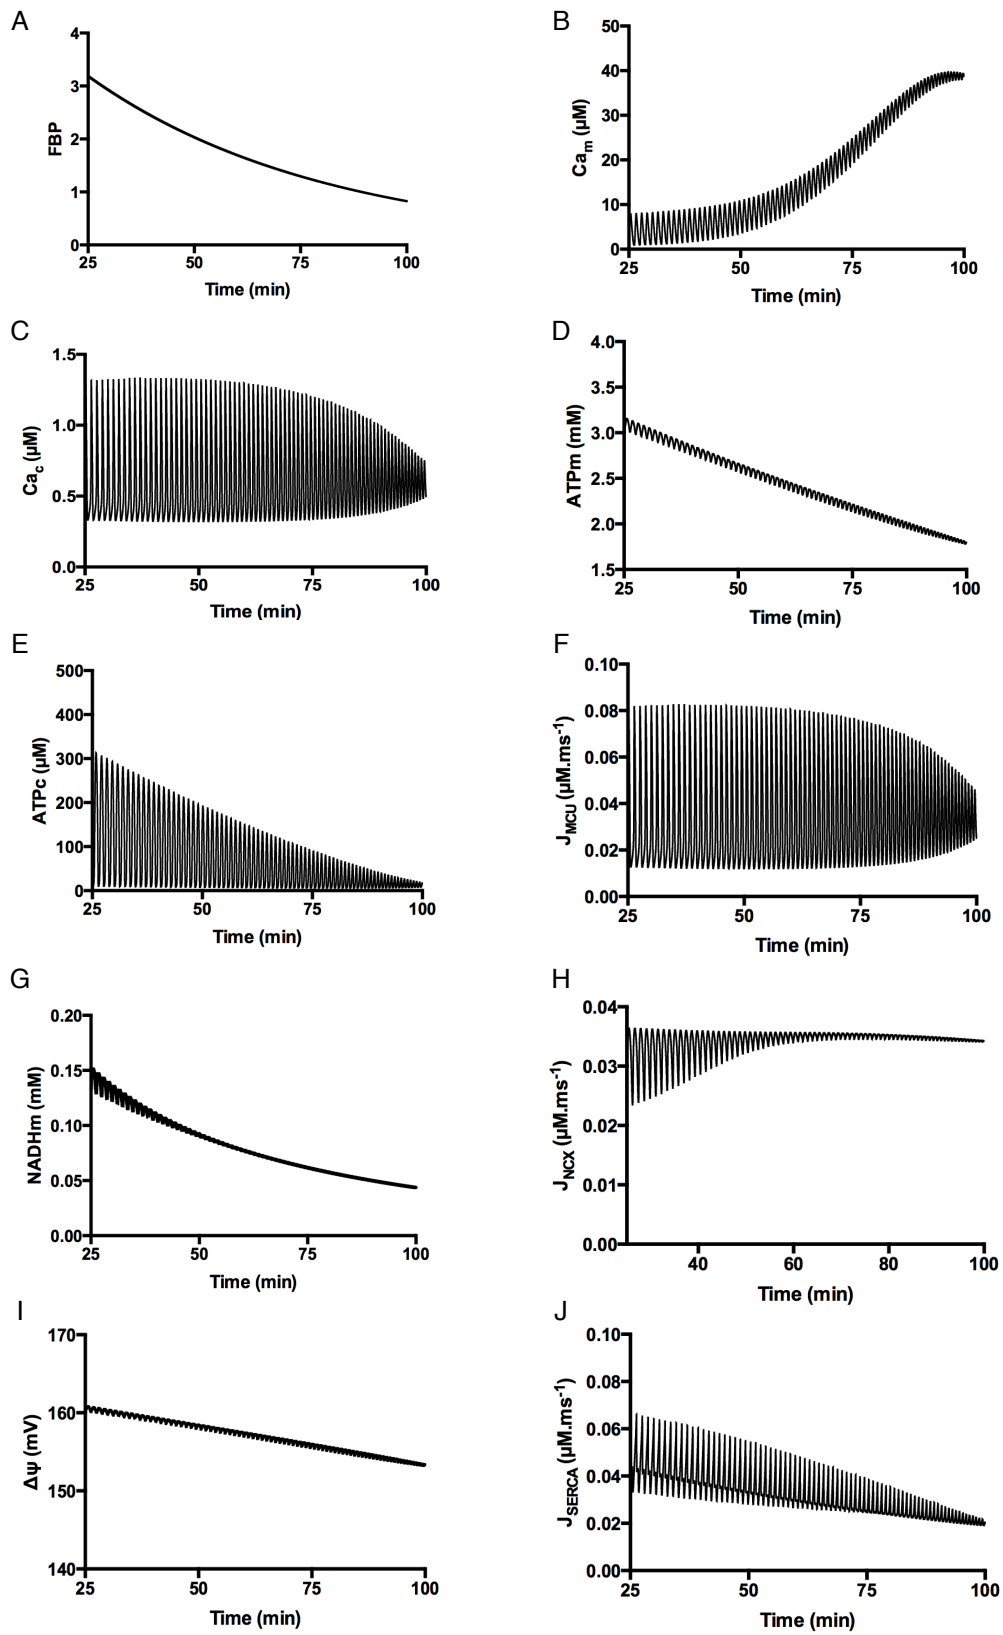 A
4
3
2
1
0
FBP
25 50 75 100
Time (min)
B
50
40
30
20
10
0
Caₘ (µM)
25 50 75 100
Time (min)
C
1.5
1.0
0.5
0.0
Ca_c (µM)
25 50 75 100
Time (min)
D
4.0
3.5
3.0
2.5
2.0
1.5
ATPm (mM)
25 50 75 100
Time (min)
E
500
400
300
200
100
0
ATPc (µM)
25 50 75 100
Time (min)
F
0.10
0.08
0.06
0.04
0.02
0.00
J_MCU (µM.ms⁻¹)
25 50 75 100
Time (min)
G
0.20
0.15
0.10
0.05
0.00
NADHm (mM)
25 50 75 100
Time (min)
H
0.04
0.03
0.02
0.01
0.00
J_NCX (µM.ms⁻¹)
40 60 80 100
Time (min)
I
170
160
150
140
ΔΨ (mV)
25 50 75 100
Time (min)
J
0.10
0.08
0.06
0.04
0.02
0.00
J_SERCA (µM.ms⁻¹)
25 50 75 100
Time (min)